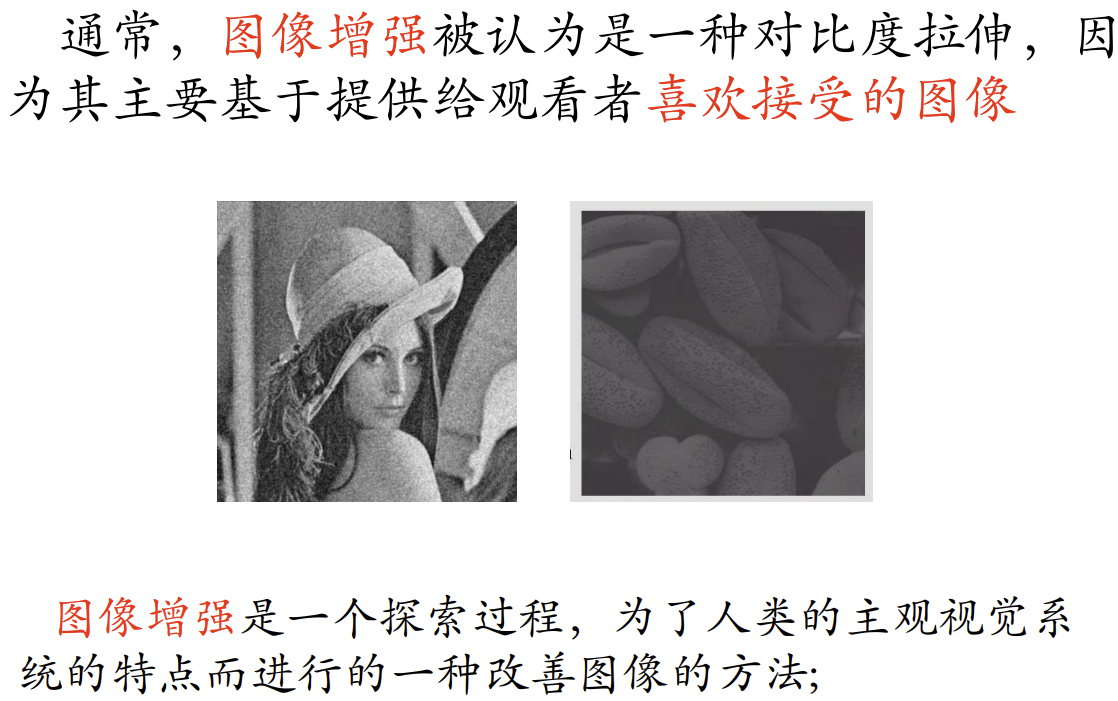 通常，图像增强被认为是一种对比度拉伸，因
为其主要基于提供给观看者喜欢接受的图像
图像增强是一个探索过程，为了人类的主观视觉系
统的特点而进行的一种改善图像的方法;